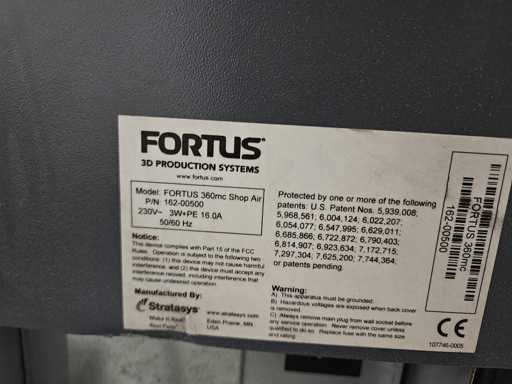 FORTUS
3D PRODUCTION SYSTEMS
www.fortus.com
Model: FORTUS 360mc Shop Air
P/N 162-00500
230V~ 3W+PE 16.0A
50/60 Hz
Notice:
This device complies with Part 15 of the FCC
Rules. Operation is subject to the following two
conditions: (1) this device may not cause harmful
interference, and (2) this device must accept any
interference received, including interference that
may cause undesired operation.
Manufactured By:
Stratasys
Make It Real
Real Parts
www.stratasys.com
Eden Prairie, MN
USA
Protected by one or more of the following
patents: U.S. Patent Nos. 5,939,008;
5,968,561; 6,004,124; 6,022,207;
6,054,077; 6,547,995; 6,629,011;
6,685,866; 6,722,872; 6,790,403;
6,814,907; 6,923,634; 7,172,715;
7,297,304; 7,625,200; 7,744,364;
or patents pending.
Warning:
A) This apparatus must be grounded.
B) Hazardous voltages are exposed when back cover
is removed.
C) Always remove main plug from wall socket before
any service operation. Never remove cover unless
qualified to do so. Replace fuse with the same size
and rating.
FORTUS 360mc
162-00500
CE
107746-0005